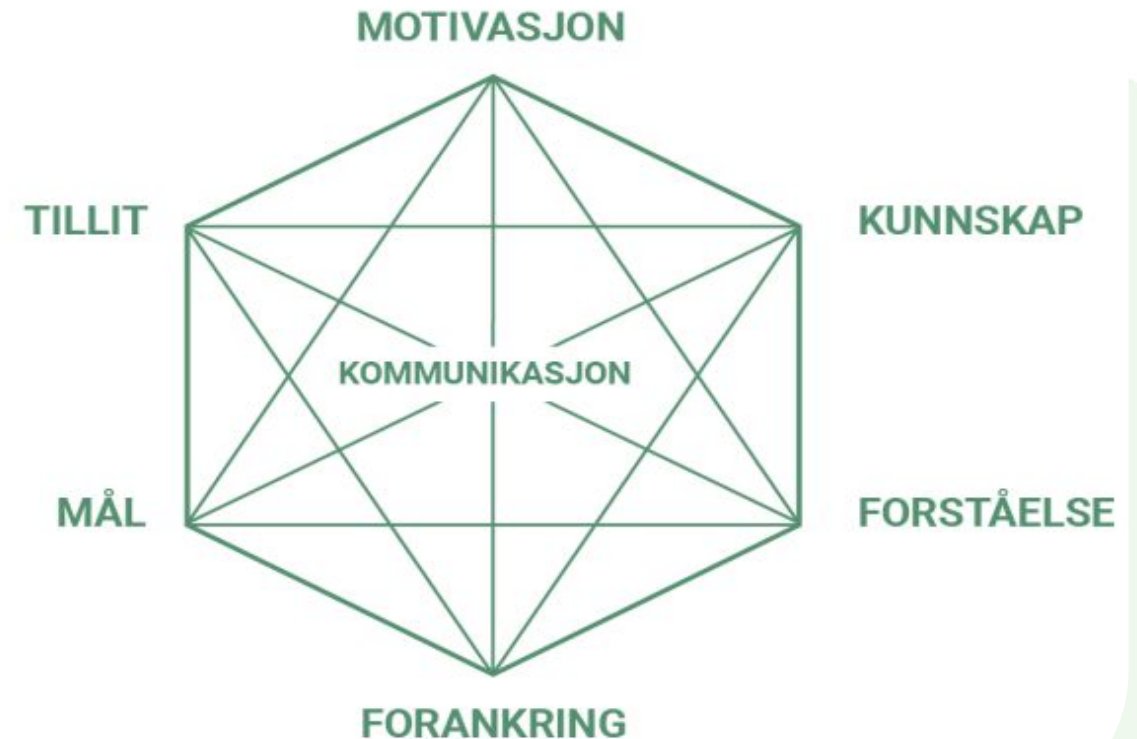 MOTIVASJON
TILLIT
KUNNSKAP
KOMMUNIKASJON
MÅL
FORSTÅELSE
FORANKRING